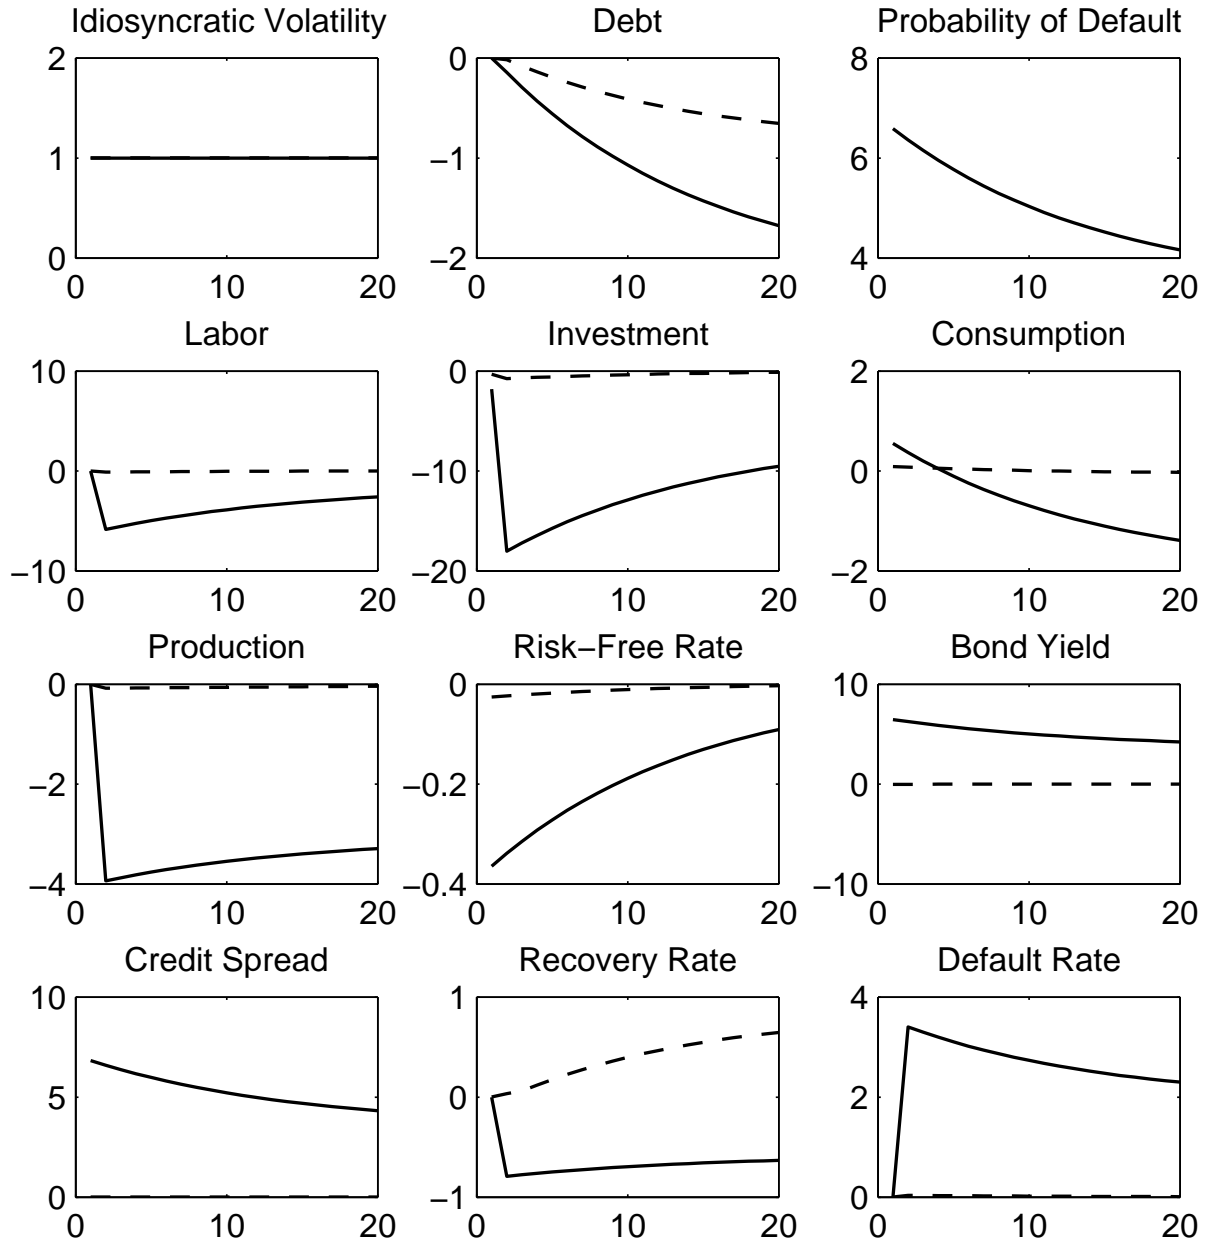 Idiosyncratic Volatility Debt Probability of Default
2 0 8
1 −1 6
0 −2 4
0 10 20 0 10 20 0 10 20
Labor Investment Consumption
10 0 2
0 −10 0
−10 −20 −2
0 10 20 0 10 20 0 10 20
Production Risk−Free Rate Bond Yield
0 0 10
−2 −0.2 0
−4 −0.4 −10
0 10 20 0 10 20 0 10 20
Credit Spread Recovery Rate Default Rate
10 1 4
5 0 2
0 −1 0
0 10 20 0 10 20 0 10 20